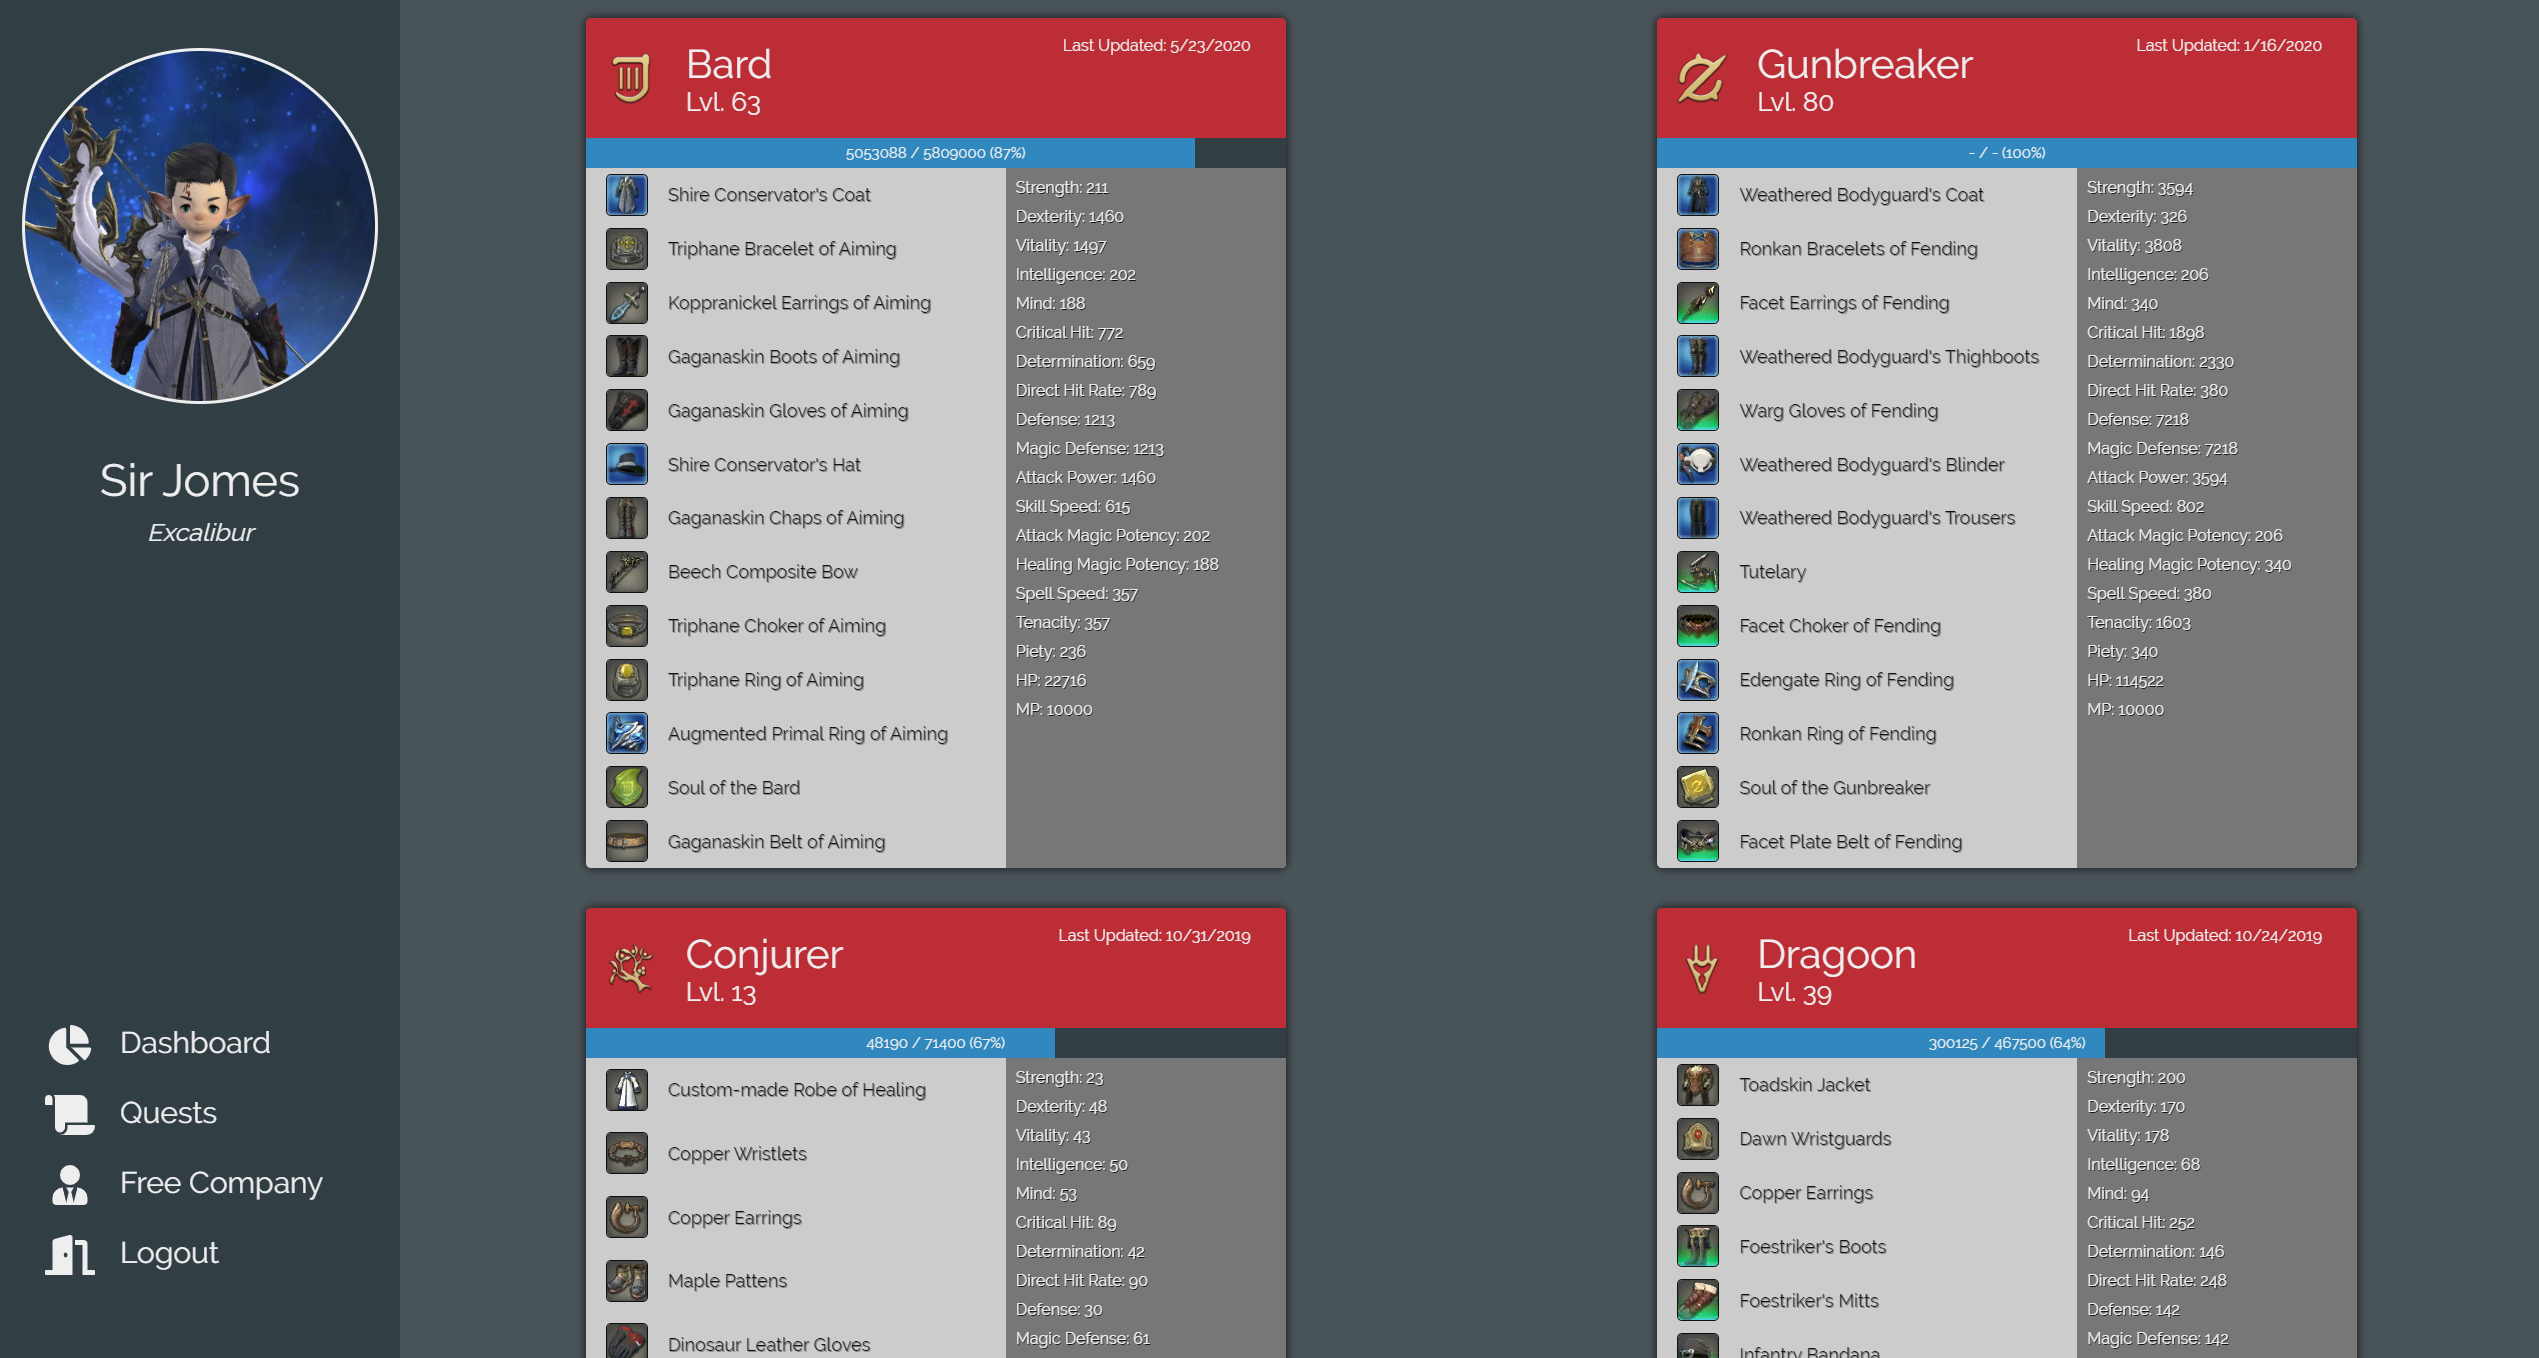 Sir Jomes
Excalibur
Dashboard
Quests
Free Company
Logout
Bard
Lvl. 63
Last Updated: 5/23/2020
5053088 / 5809000 (87%)
Shire Conservator's Coat
Triphane Bracelet of Aiming
Koppranickel Earrings of Aiming
Gaganaskin Boots of Aiming
Gaganaskin Gloves of Aiming
Shire Conservator's Hat
Gaganaskin Chaps of Aiming
Beech Composite Bow
Triphane Choker of Aiming
Triphane Ring of Aiming
Augmented Primal Ring of Aiming
Soul of the Bard
Gaganaskin Belt of Aiming
Strength: 211
Dexterity: 1460
Vitality: 1497
Intelligence: 202
Mind: 188
Critical Hit: 772
Determination: 659
Direct Hit Rate: 789
Defense: 1213
Magic Defense: 1213
Attack Power: 1460
Skill Speed: 615
Attack Magic Potency: 202
Healing Magic Potency: 188
Spell Speed: 357
Tenacity: 357
Piety: 236
HP: 22716
MP: 10000
Gunbreaker
Lvl. 80
Last Updated: 1/16/2020
- / - (100%)
Weathered Bodyguard's Coat
Ronkan Bracelets of Fending
Facet Earrings of Fending
Weathered Bodyguard's Thighboots
Warg Gloves of Fending
Weathered Bodyguard's Blinder
Weathered Bodyguard's Trousers
Tutelary
Facet Choker of Fending
Edengate Ring of Fending
Ronkan Ring of Fending
Soul of the Gunbreaker
Facet Plate Belt of Fending
Strength: 3594
Dexterity: 326
Vitality: 3808
Intelligence: 206
Mind: 340
Critical Hit: 1898
Determination: 2330
Direct Hit Rate: 380
Defense: 7218
Magic Defense: 7218
Attack Power: 3594
Skill Speed: 802
Attack Magic Potency: 206
Healing Magic Potency: 340
Spell Speed: 380
Tenacity: 1603
Piety: 340
HP: 114522
MP: 10000
Conjurer
Lvl. 13
Last Updated: 10/31/2019
48190 / 71400 (67%)
Custom-made Robe of Healing
Copper Wristlets
Copper Earrings
Maple Pattens
Dinosaur Leather Gloves
Strength: 23
Dexterity: 48
Vitality: 43
Intelligence: 50
Mind: 53
Critical Hit: 89
Determination: 42
Direct Hit Rate: 90
Defense: 30
Magic Defense: 61
Dragoon
Lvl. 39
Last Updated: 10/24/2019
300125 / 467500 (64%)
Toadskin Jacket
Dawn Wristguards
Copper Earrings
Foestriker's Boots
Foestriker's Mitts
Infantry Bandana
Strength: 200
Dexterity: 170
Vitality: 178
Intelligence: 68
Mind: 94
Critical Hit: 252
Determination: 146
Direct Hit Rate: 248
Defense: 142
Magic Defense: 142